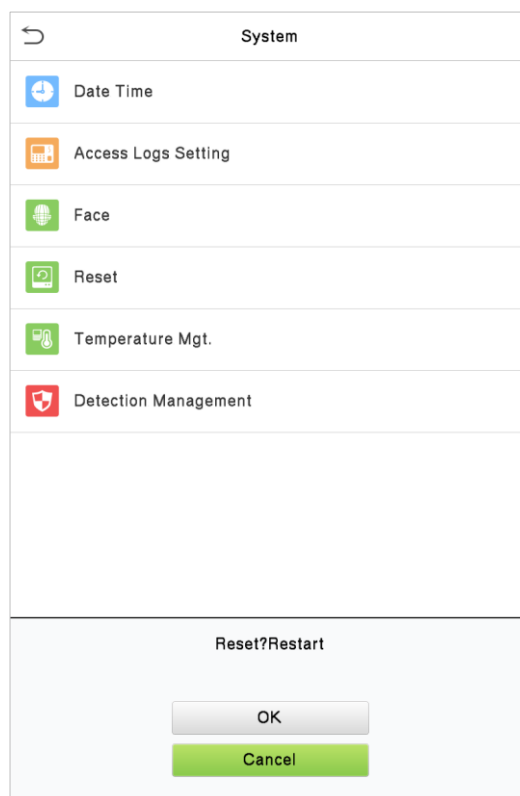 System
Date Time
Access Logs Setting
Face
Reset
Temperature Mgt.
Detection Management
Reset?Restart
OK
Cancel